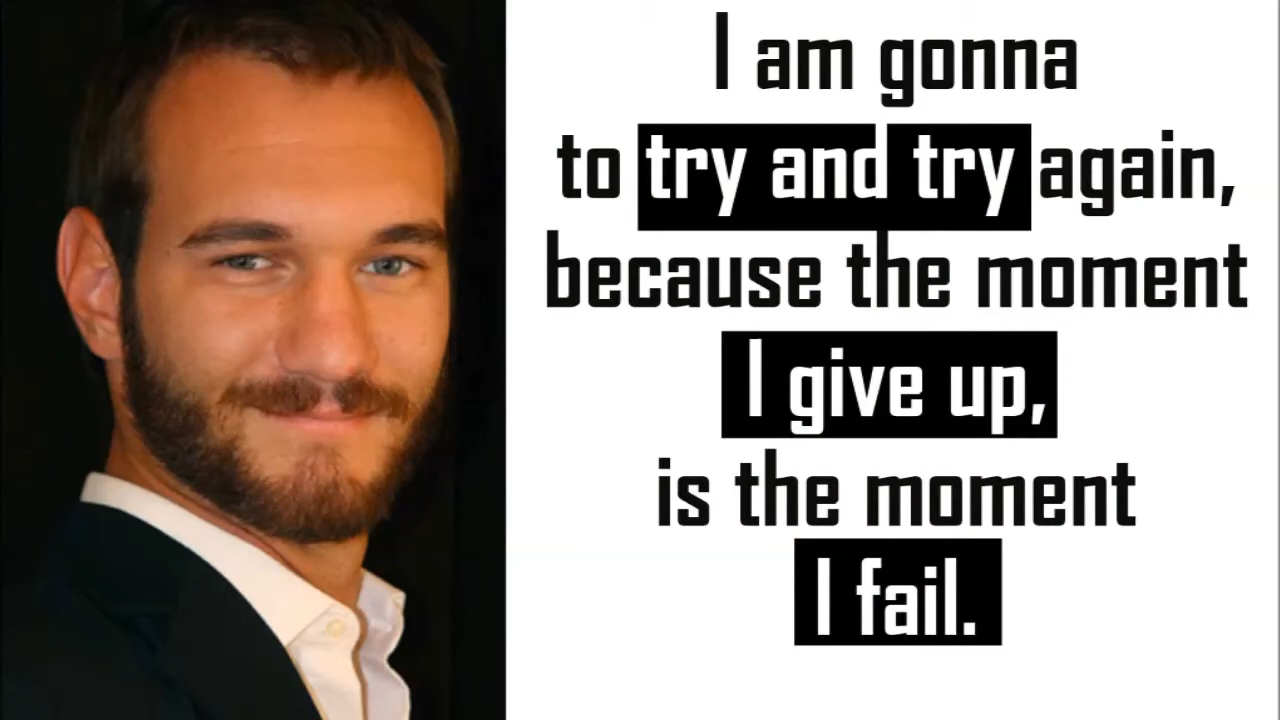 I am gonna
to try and try again,
because the moment
I give up,
is the moment
I fail.